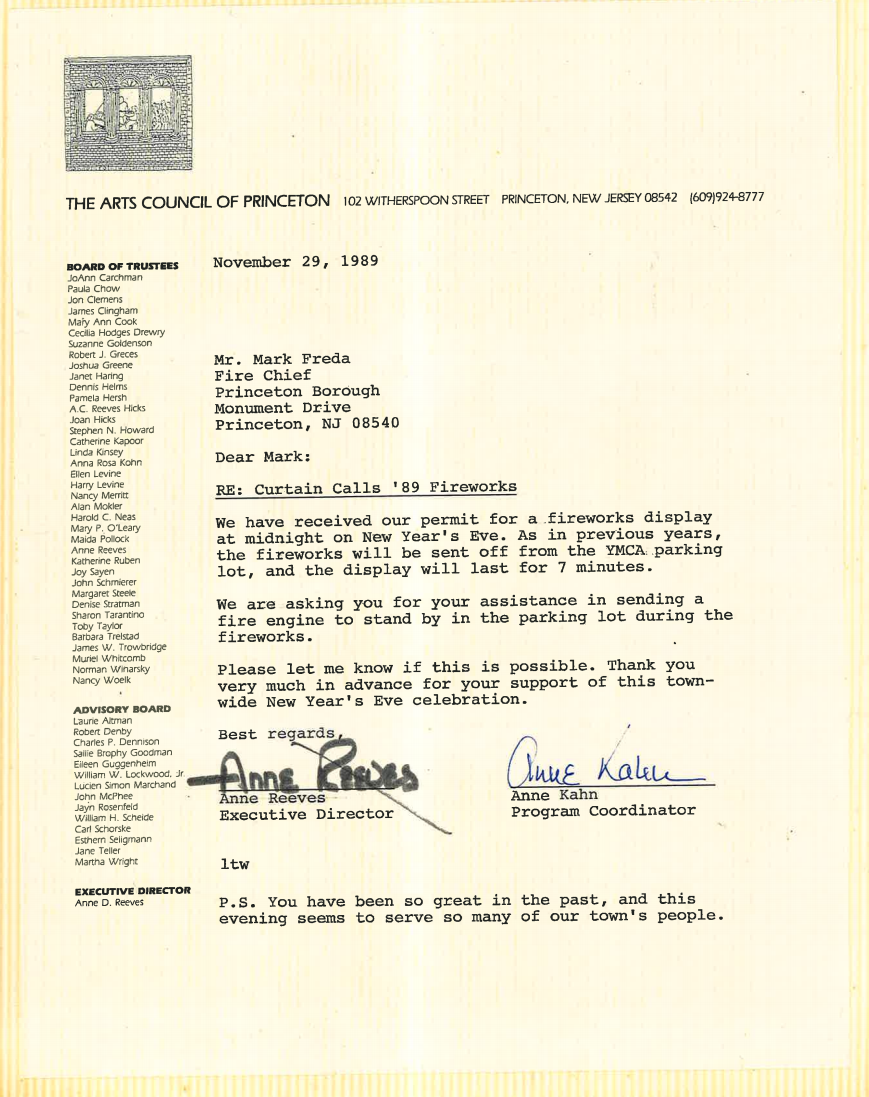 THE ARTS COUNCIL OF PRINCETON 102 WITHERSPOON STREET PRINCETON, NEW JERSEY 08542 (609)924-8777
BOARD OF TRUSTEES
JoAnn Carchman
Paula Chow
Jon Clemens
James Clingham
Mary Ann Cook
Cecilia Hodges Drewry
Suzanne Goldenson
Robert J. Greces
Joshua Greene
Janet Haring
Dennis Helms
Pamela Hersh
A.C. Reeves Hicks
Joan Hicks
Stephen N. Howard
Catherine Kapoor
Linda Kinsey
Anna Rosa Kohn
Ellen Levine
Harry Levine
Nancy Merritt
Alan Mokler
Harold C. Neas
Mary P. O'Leary
Maida Pollock
Anne Reeves
Katherine Ruben
Joy Sayen
John Schmierer
Margaret Steele
Denise Stratman
Sharon Tarantino
Toby Taylor
Barbara Trelstad
James W. Trowbridge
Muriel Whitcomb
Norman Winarsky
Nancy Woelk
ADVISORY BOARD
Laurie Altman
Robert Denby
Charles P. Dennison
Sallie Brophy Goodman
Eileen Guggenheim
William W. Lockwood, Jr.
Lucien Simon Marchand
John McPhee
Jayn Rosenfeld
William H. Scheide
Carl Schorske
Esthern Seligmann
Jane Teller
Martha Wright
EXECUTIVE DIRECTOR
Anne D. Reeves
November 29, 1989
Mr. Mark Freda
Fire Chief
Princeton Borough
Monument Drive
Princeton, NJ 08540
Dear Mark:
RE: Curtain Calls '89 Fireworks
We have received our permit for a fireworks display
at midnight on New Year's Eve. As in previous years,
the fireworks will be sent off from the YMCA parking
lot, and the display will last for 7 minutes.
We are asking you for your assistance in sending a
fire engine to stand by in the parking lot during the
fireworks.
Please let me know if this is possible. Thank you
very much in advance for your support of this town-
wide New Year's Eve celebration.
Best regards,
Anne Reeves
Anne Reeves
Executive Director
Anne Kahn
Anne Kahn
Program Coordinator
ltw
P.S. You have been so great in the past, and this
evening seems to serve so many of our town's people.